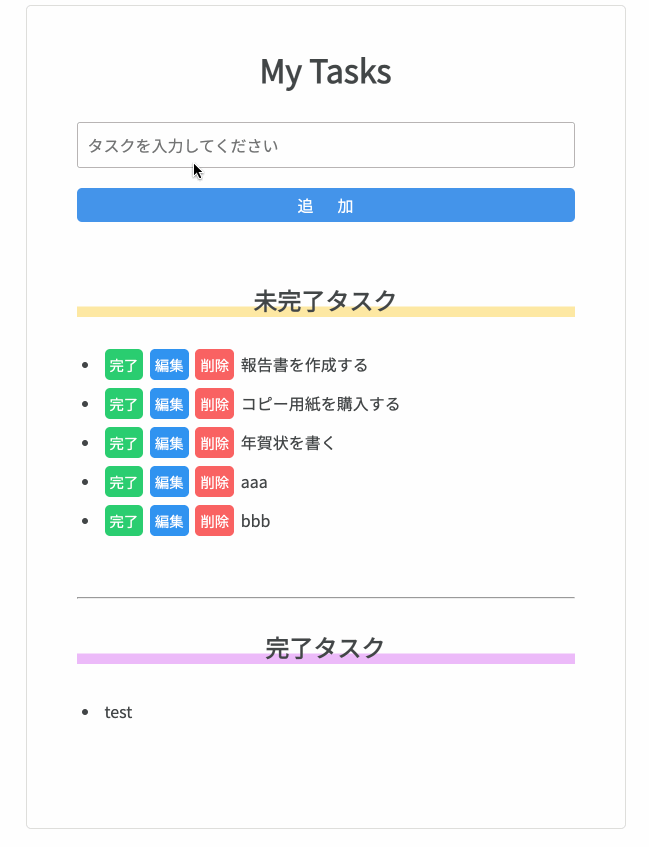 My Tasks
タスクを入力してください
追 加
未完了タスク
完了 編集 削除 報告書を作成する
完了 編集 削除 コピー用紙を購入する
完了 編集 削除 年賀状を書く
完了 編集 削除 aaa
完了 編集 削除 bbb
完了タスク
test